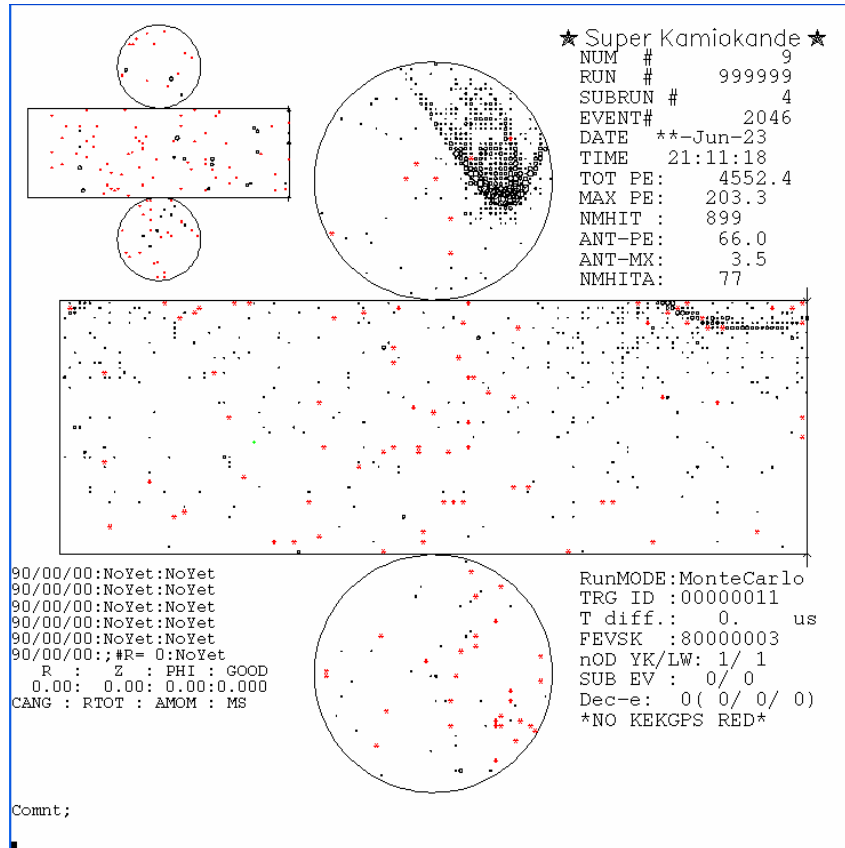 ★ Super Kamiokande ★
NUM # 9
RUN # 999999
SUBRUN # 4
EVENT# 2046
DATE **-Jun-23
TIME 21:11:18
TOT PE: 4552.4
MAX PE: 203.3
NMHIT : 899
ANT-PE: 66.0
ANT-MX: 3.5
NMHITA: 77
90/00/00:NoYet:NoYet
90/00/00:NoYet:NoYet
90/00/00:NoYet:NoYet
90/00/00:NoYet:NoYet
90/00/00:NoYet:NoYet
90/00/00:;#R= 0:NoYet
R : Z : PHI : GOOD
0.00: 0.00: 0.00:0.000
CANG : RTOT : AMOM : MS
RunMODE:MonteCarlo
TRG ID :00000011
T diff.: 0. us
FEVSK :80000003
nOD YK/LW: 1/ 1
SUB EV : 0/ 0
Dec-e: 0( 0/ 0/ 0)
*NO KEKGPS RED*
Comnt;